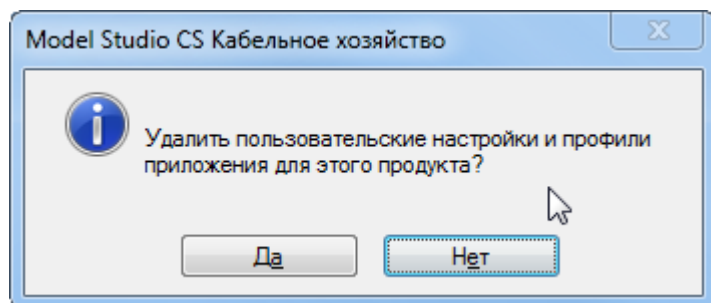 Model Studio CS Кабельное хозяйство
Удалить пользовательские настройки и профили
приложения для этого продукта?
Да
Нет